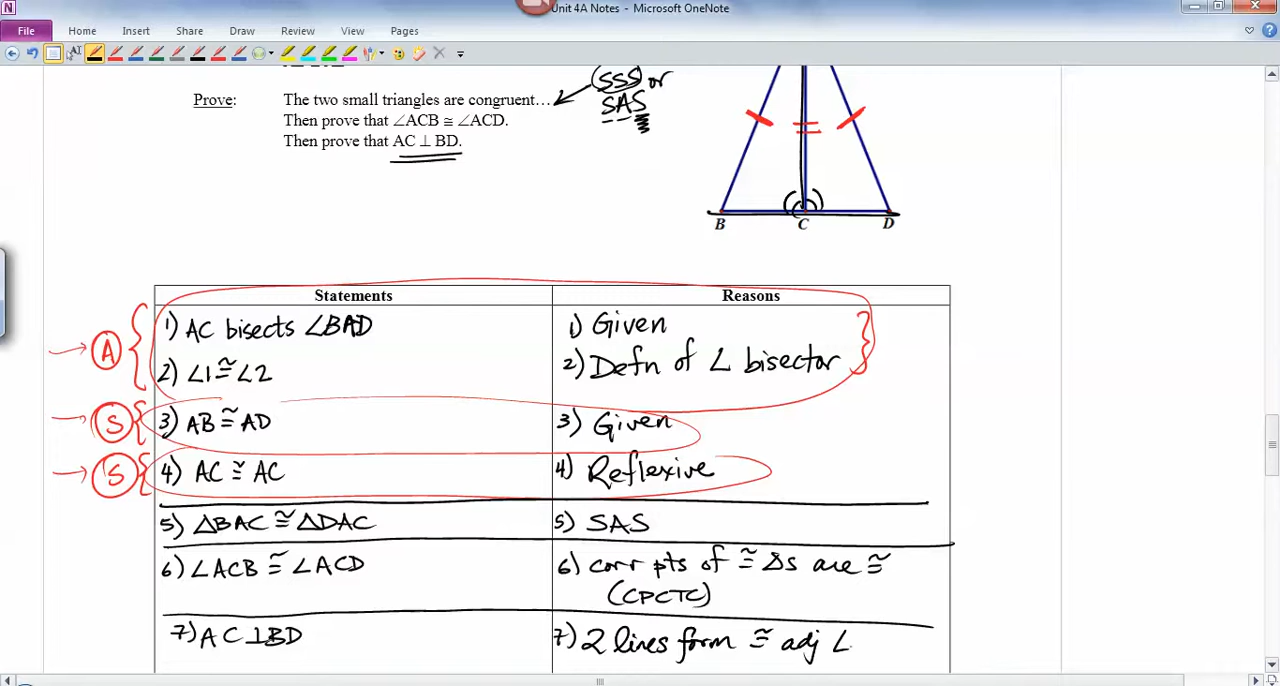 Unit 4A Notes - Microsoft OneNote
File Home Insert Share Draw Review View Pages
Prove: The two small triangles are congruent...
Then prove that ∠ACB ≅ ∠ACD.
Then prove that AC ⊥ BD.
(SSS) or
SAS
B C D
Statements Reasons
A
1) AC bisects ∠BAD 1) Given
2) ∠1 ≅ ∠2 2) Defn of ∠ bisector
S 3) AB ≅ AD 3) Given
S 4) AC ≅ AC 4) Reflexive
5) △BAC ≅ △DAC 5) SAS
6) ∠ACB ≅ ∠ACD 6) corr pts of ≅ △s are ≅
(CPCTC)
7) AC ⊥ BD 7) 2 lines form ≅ adj ∠